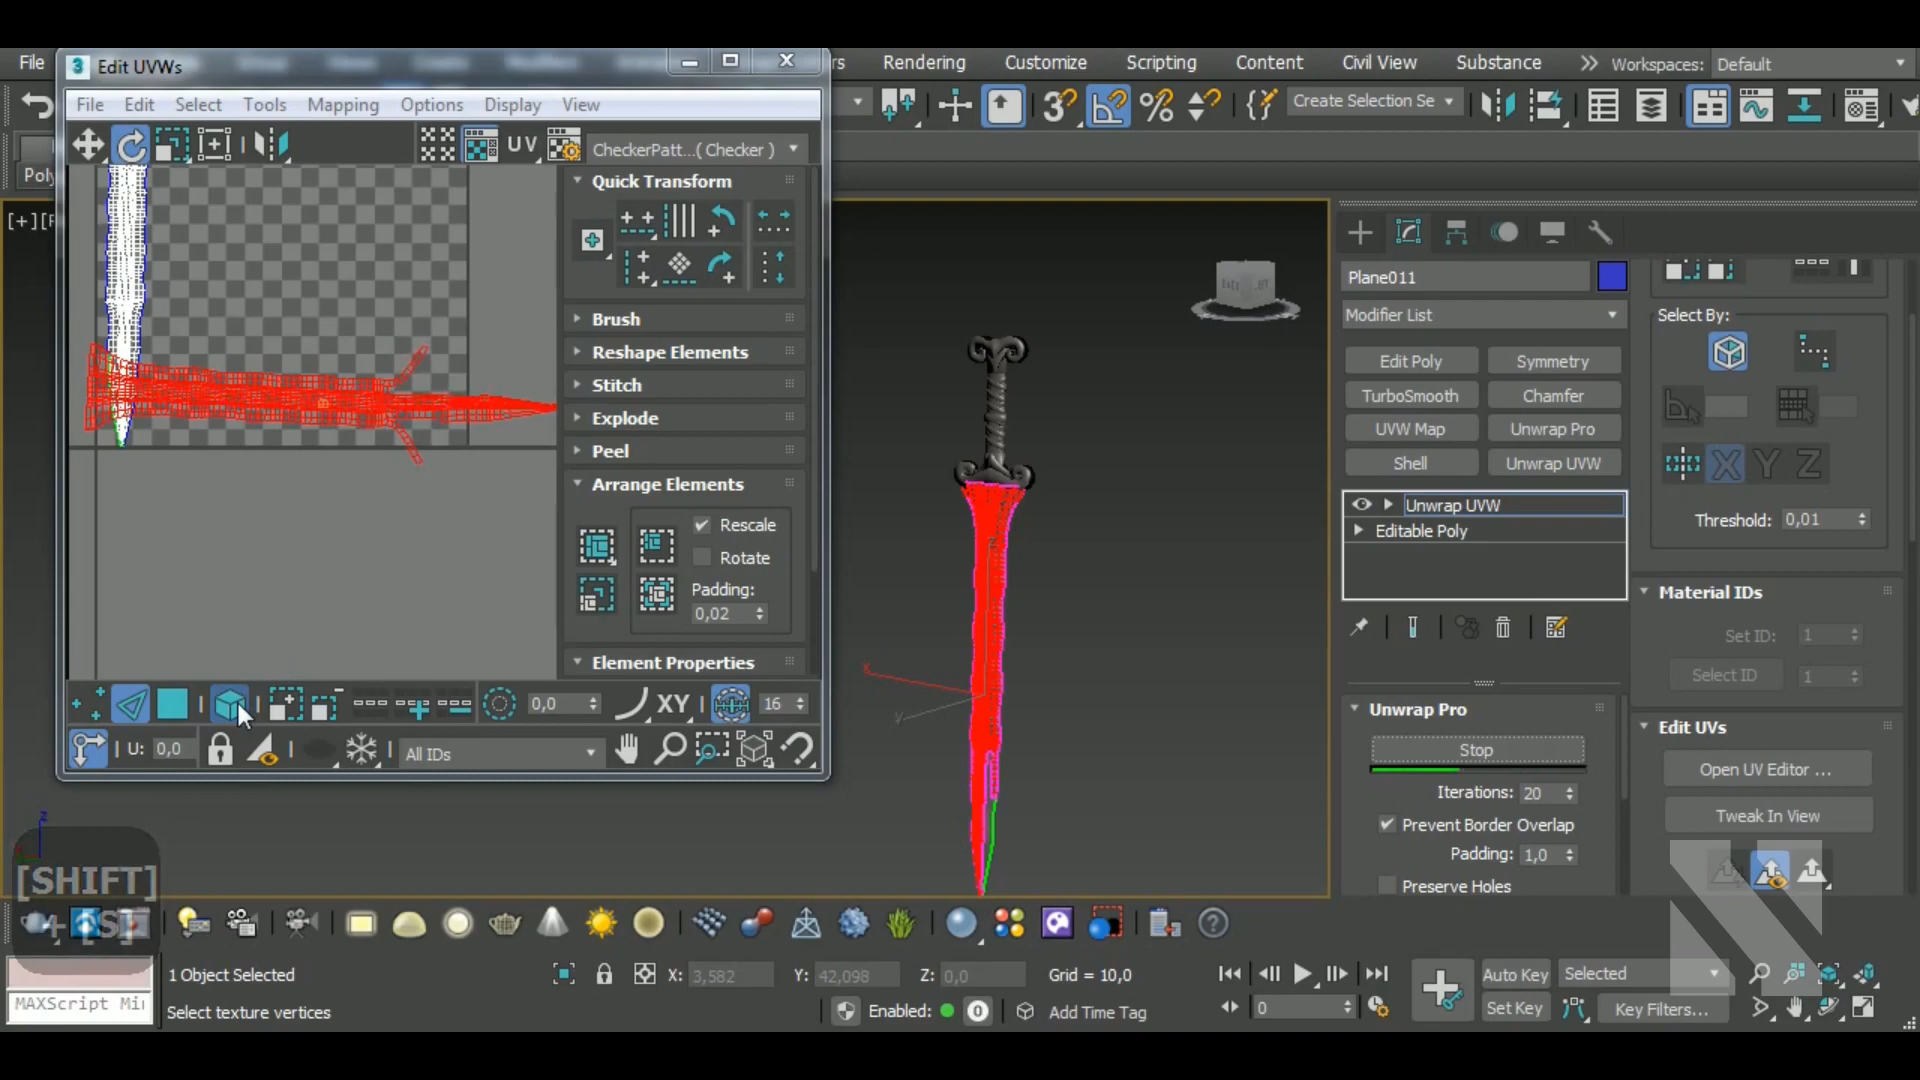 File
Edit UVWs
Rendering
Customize
Scripting
Content
Civil View
Substance
Workspaces: Default
File Edit Select Tools Mapping Options Display View
Create Selection Se
UV
CheckerPatt...( Checker )
Quick Transform
Brush
Reshape Elements
Stitch
Explode
Peel
Arrange Elements
Rescale
Rotate
Padding:
0,02
Element Properties
0,0
XY
16
U: 0,0
All IDs
[+]
Plane011
Modifier List
Edit Poly
Symmetry
TurboSmooth
Chamfer
UVW Map
Unwrap Pro
Shell
Unwrap UVW
Unwrap UVW
Editable Poly
Unwrap Pro
Stop
Iterations: 20
Prevent Border Overlap
Padding: 1,0
Preserve Holes
Select By:
X Y Z
Threshold: 0,01
Material IDs
Set ID: 1
Select ID 1
Edit UVs
Open UV Editor ...
Tweak In View
[SHIFT]
+ [S]
1 Object Selected
MAXScript Mi
Select texture vertices
X: 3,582
Y: 42,098
Z: 0,0
Grid = 10,0
Enabled:
0
Add Time Tag
0
Auto Key
Selected
Set Key
Key Filters...